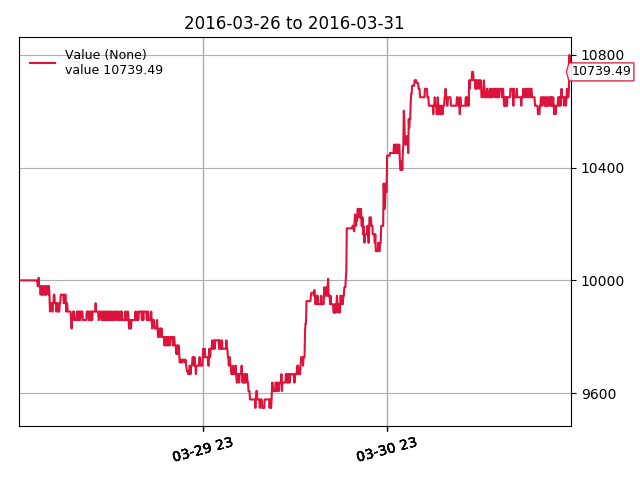 2016-03-26 to 2016-03-31
Value (None)
value 10739.49
10800
10739.49
10400
10000
9600
03-29 23
03-30 23